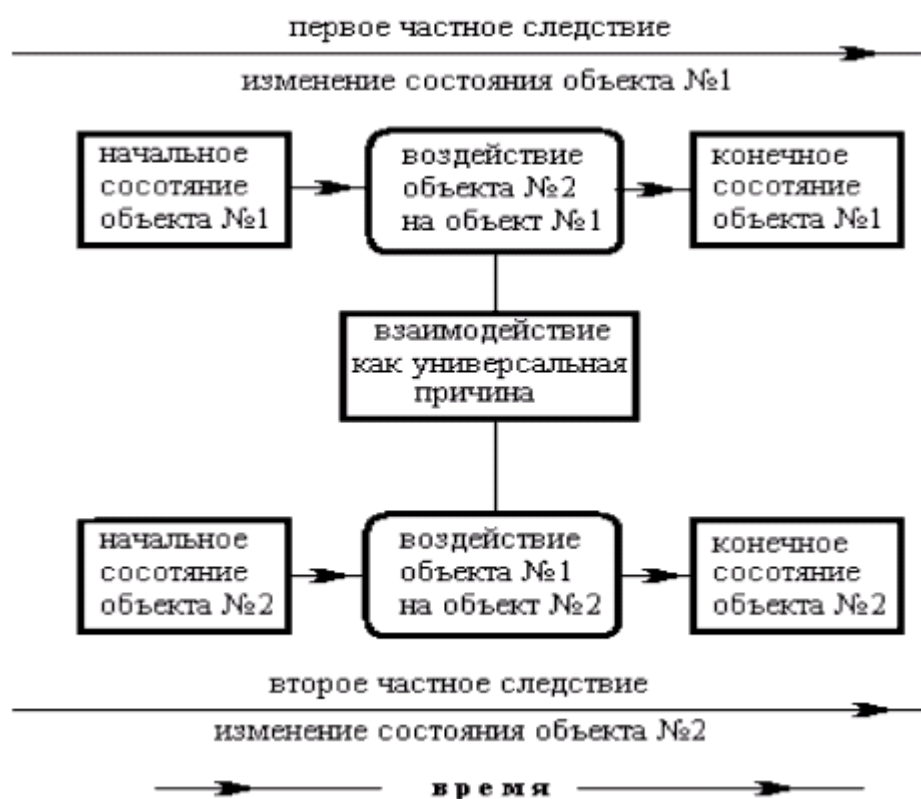 первое частное следствие
изменение состояния объекта №1
начальное
сосотяние
объекта №1
воздействие
объекта №2
на объект №1
конечное
сосотяние
объекта №1
взаимодействие
как универсальная
причина
начальное
сосотяние
объекта №2
воздействие
объекта №1
на объект №2
конечное
сосотяние
объекта №2
второе частное следствие
изменение состояния объекта №2
время